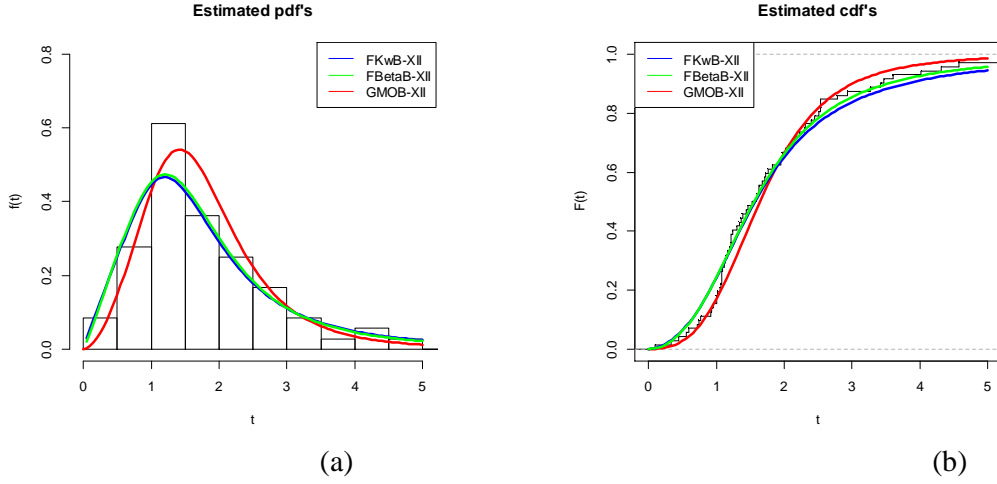 Estimated pdf's
FKwB-XII
FBetaB-XII
GMOB-XII
f(t)
0.8
0.6
0.4
0.2
0.0
0 1 2 3 4 5
t
(a)
Estimated cdf's
FKwB-XII
FBetaB-XII
GMOB-XII
F(t)
1.0
0.8
0.6
0.4
0.2
0.0
0 1 2 3 4 5
t
(b)